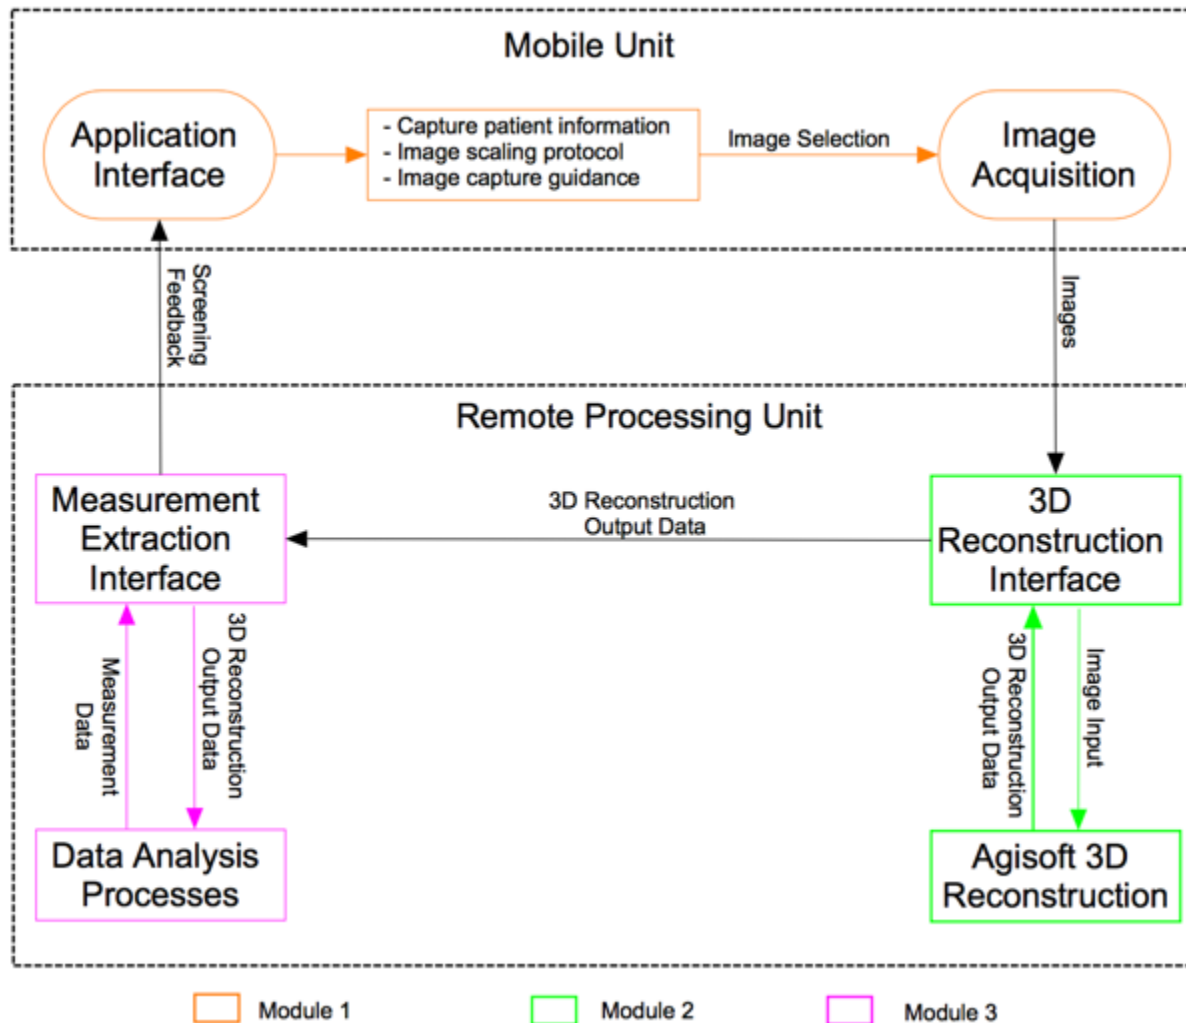 Mobile Unit
Application
Interface
- Capture patient information
- Image scaling protocol
- Image capture guidance
Image Selection
Image
Acquisition
Screening
Feedback
Images
Remote Processing Unit
Measurement
Extraction
Interface
3D Reconstruction
Output Data
3D
Reconstruction
Interface
Measurement
Data
3D Reconstruction
Output Data
3D Reconstruction
Output Data
Image Input
Data Analysis
Processes
Agisoft 3D
Reconstruction
Module 1
Module 2
Module 3